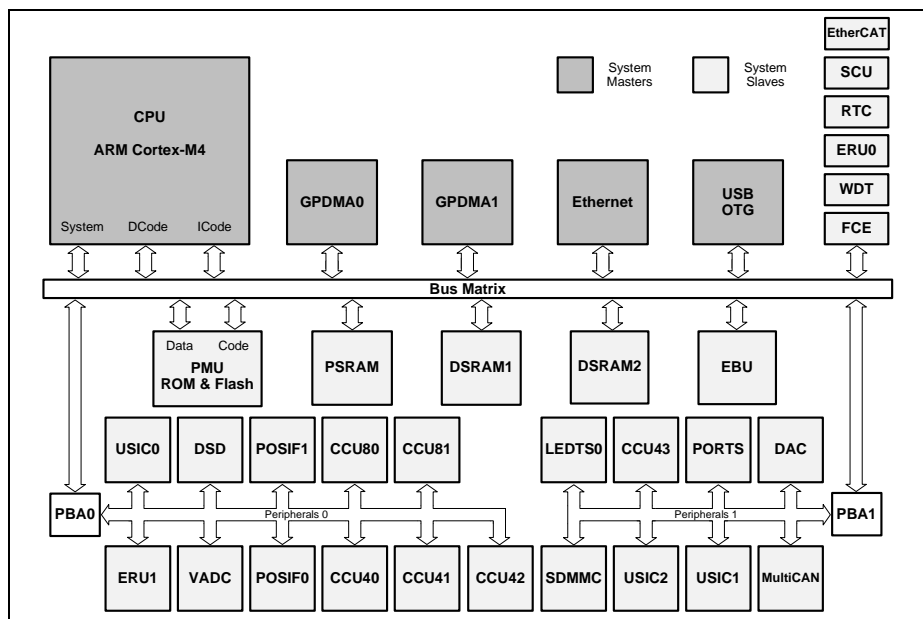 EtherCAT
CPU
ARM Cortex-M4
System
Masters
System
Slaves
SCU
RTC
ERU0
WDT
FCE
GPDMA0
GPDMA1
Ethernet
USB
OTG
System
DCode
ICode
Bus Matrix
Data
Code
PMU
ROM & Flash
PSRAM
DSRAM1
DSRAM2
EBU
USIC0
DSD
POSIF1
CCU80
CCU81
LEDTS0
CCU43
PORTS
DAC
PBA0
Peripherals 0
Peripherals 1
PBA1
ERU1
VADC
POSIF0
CCU40
CCU41
CCU42
SDMMC
USIC2
USIC1
MultiCAN